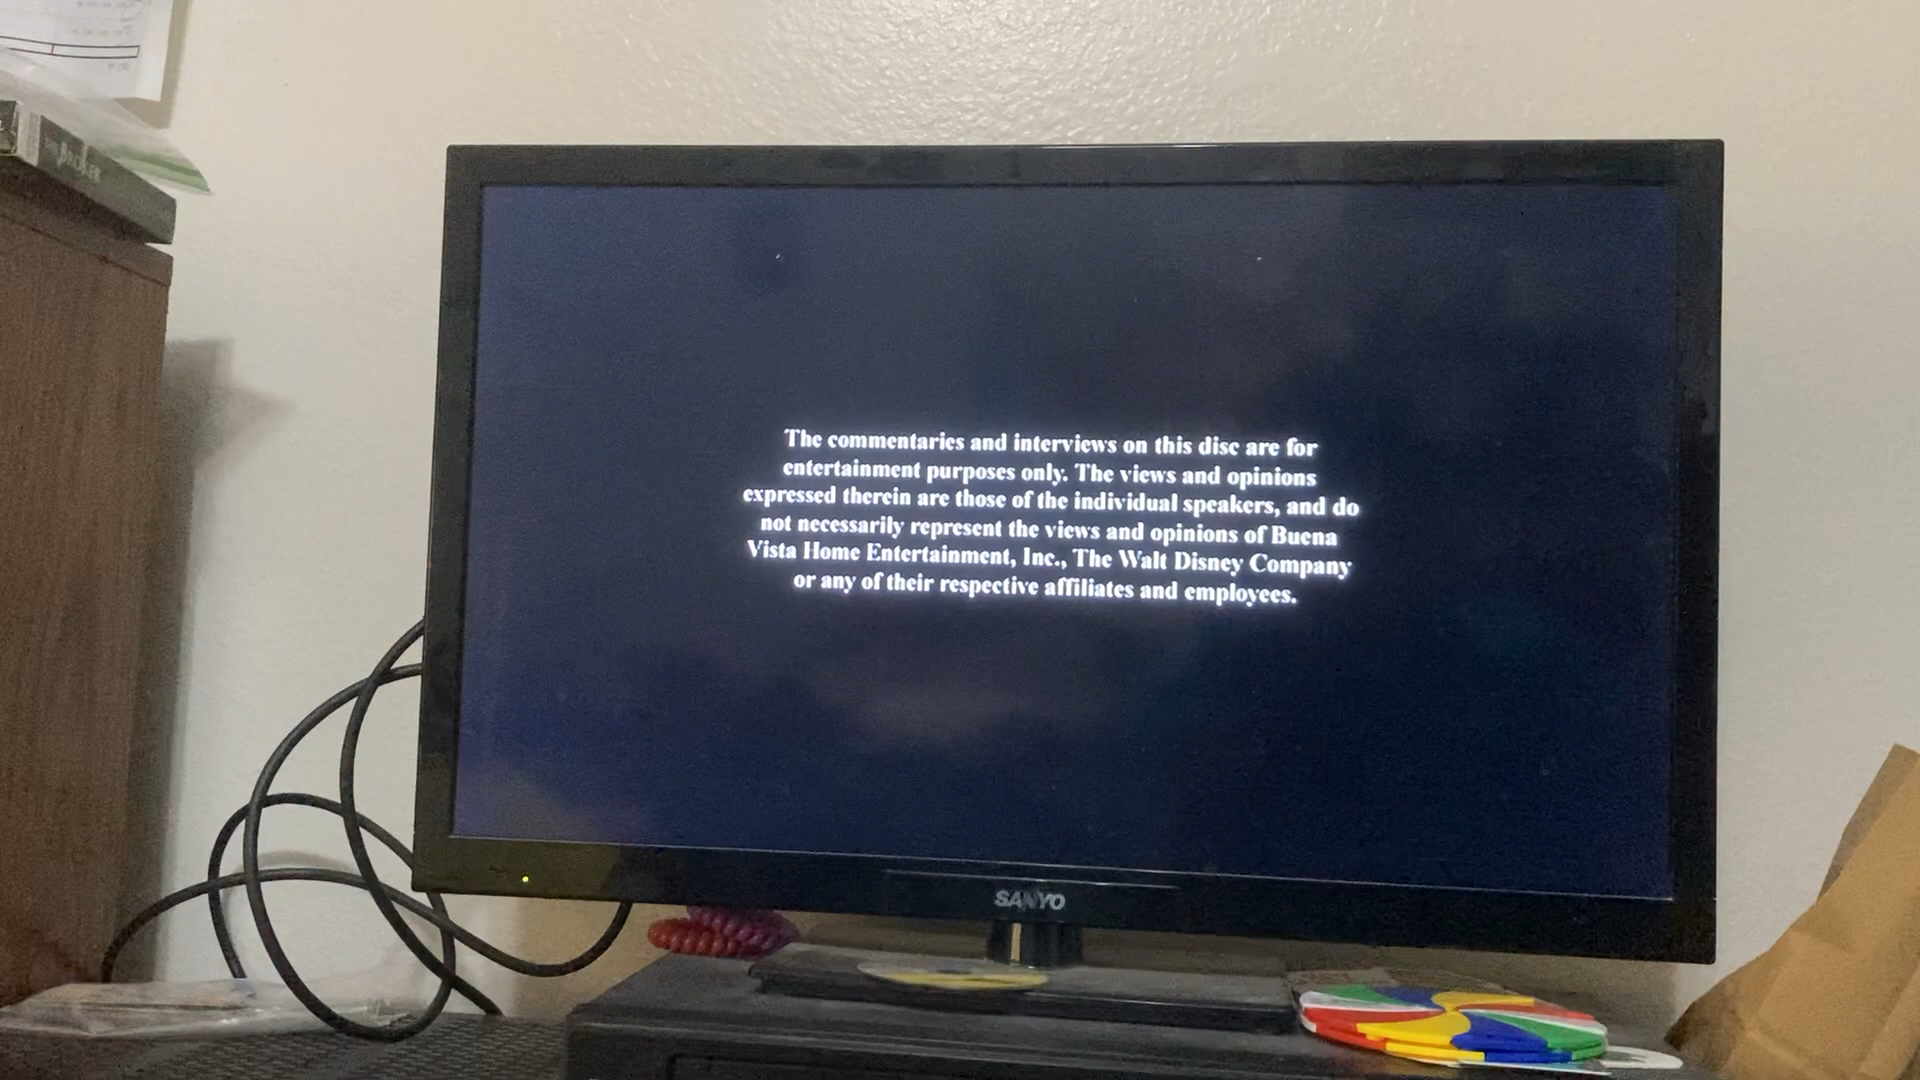 THE BROKER
The commentaries and interviews on this disc are for
entertainment purposes only. The views and opinions
expressed therein are those of the individual speakers, and do
not necessarily represent the views and opinions of Buena
Vista Home Entertainment, Inc., The Walt Disney Company
or any of their respective affiliates and employees.
SANYO